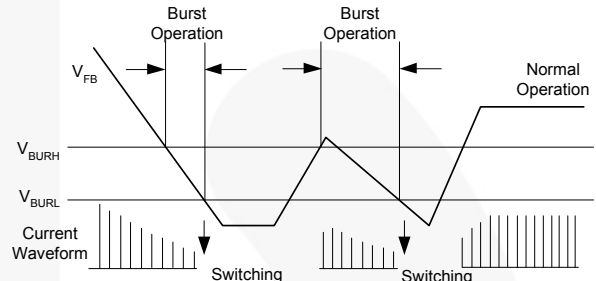 Burst
Operation
Burst
Operation
V_FB
Normal
Operation
V_BURH
V_BURL
Current
Waveform
Switching
Switching